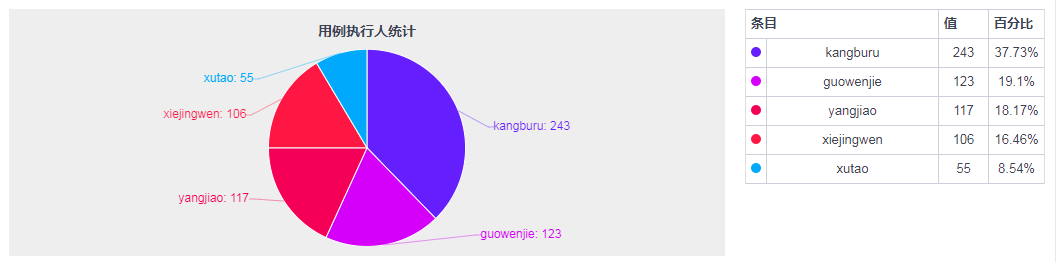 用例执行人统计
xutao: 55
xiejingwen: 106
kangburu: 243
yangjiao: 117
guowenjie: 123
条目 值 百分比
kangburu 243 37.73%
guowenjie 123 19.1%
yangjiao 117 18.17%
xiejingwen 106 16.46%
xutao 55 8.54%